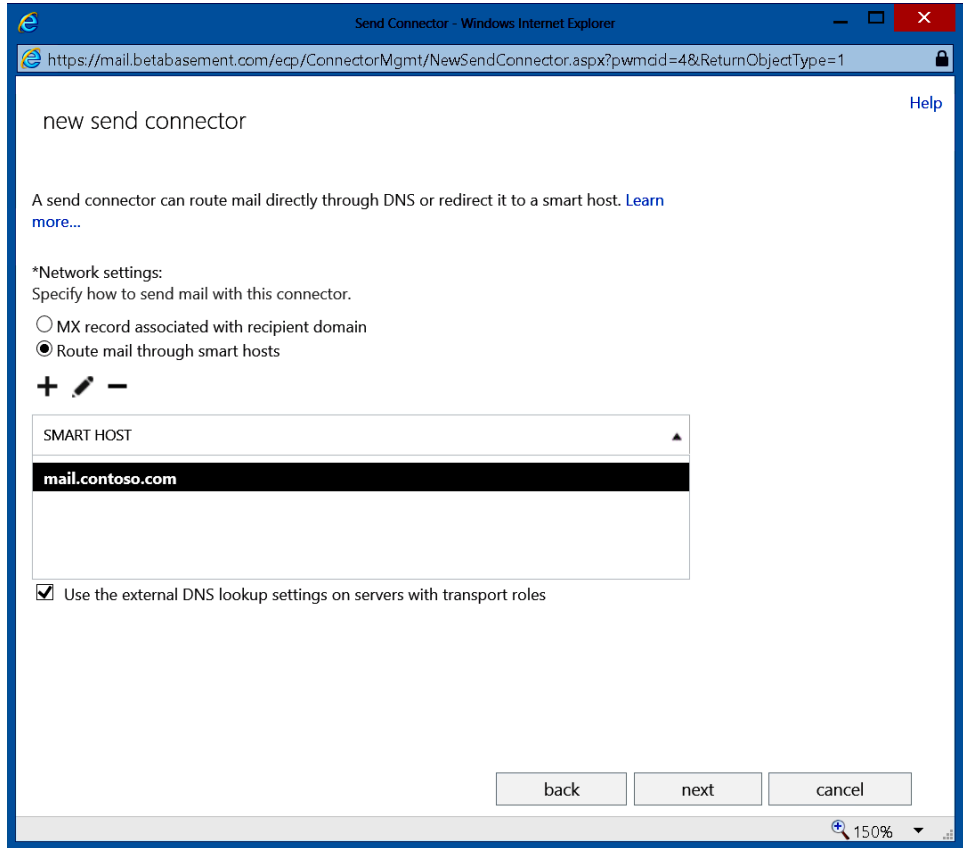 Send Connector - Windows Internet Explorer
https://mail.betabasement.com/ecp/ConnectorMgmt/NewSendConnector.aspx?pwmcid=4&ReturnObjectType=1
Help
new send connector
A send connector can route mail directly through DNS or redirect it to a smart host. Learn
more...
*Network settings:
Specify how to send mail with this connector.
MX record associated with recipient domain
Route mail through smart hosts
SMART HOST
mail.contoso.com
Use the external DNS lookup settings on servers with transport roles
back next cancel
150%